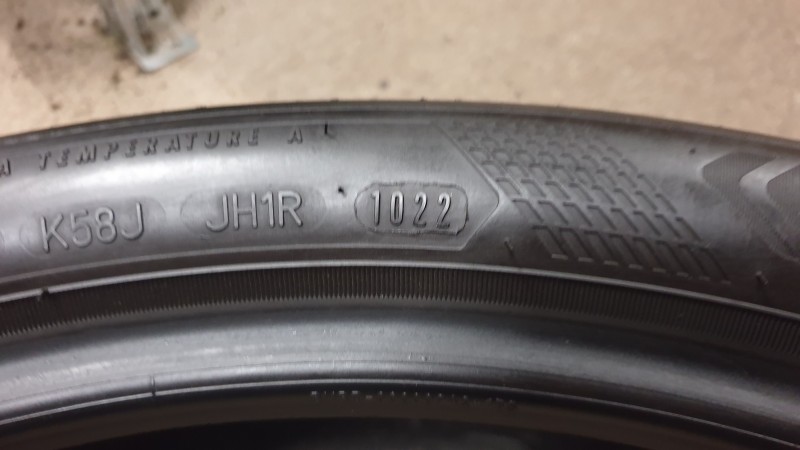 A TEMPERATURE A
K58J JH1R 1022